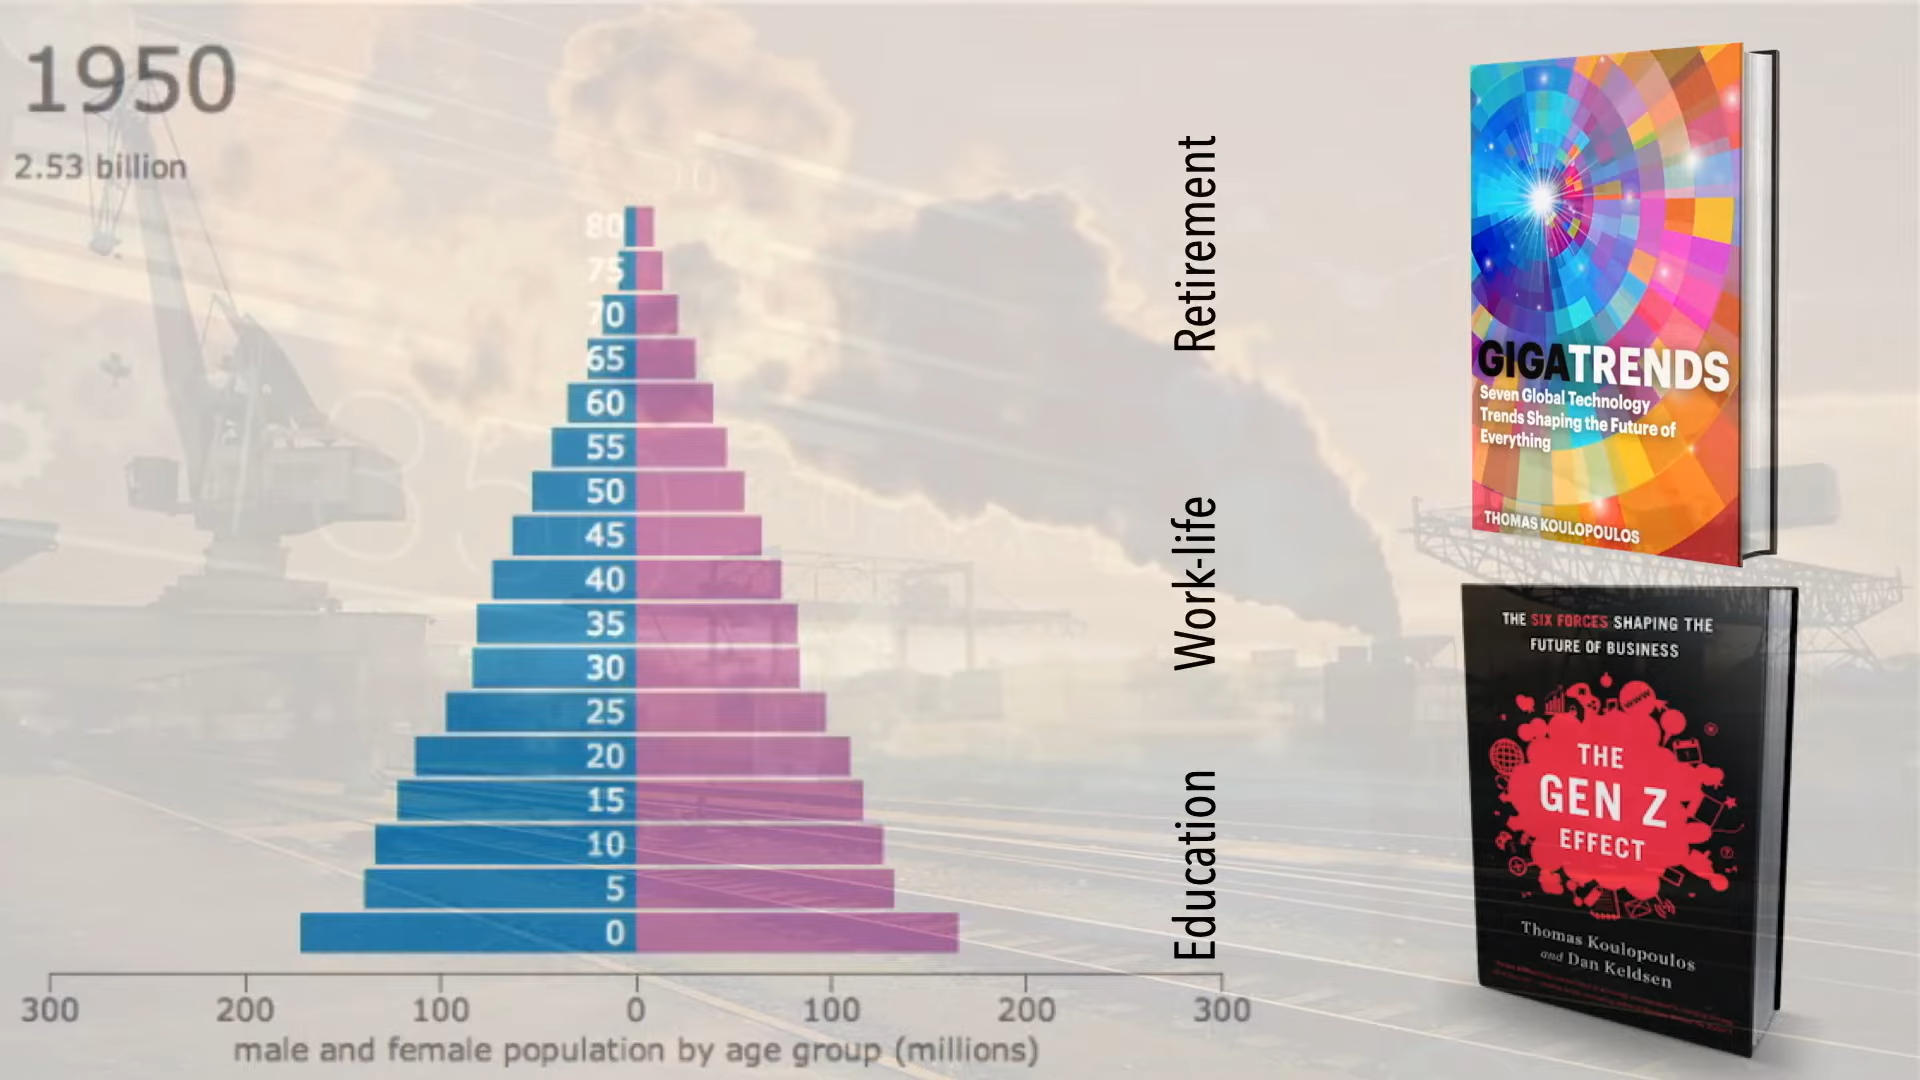 1950
2.53 billion
80
75
70
65
60
55
50
45
40
35
30
25
20
15
10
5
0
300 200 100 0 100 200 300
male and female population by age group (millions)
Retirement
Work-life
Education
GIGATRENDS
Seven Global Technology
Trends Shaping the Future of
Everything
THOMAS KOULOPOULOS
THE SIX FORCES SHAPING THE
FUTURE OF BUSINESS
www
THE
GEN Z
EFFECT
Thomas Koulopoulos
and Dan Keldsen